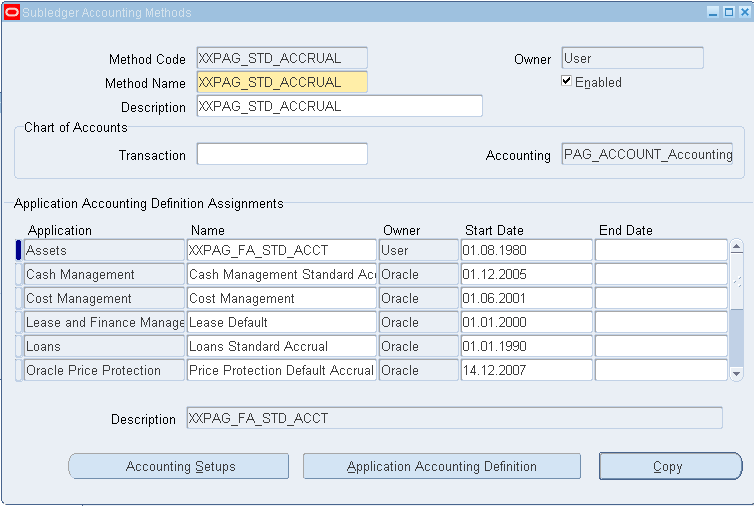 Subledger Accounting Methods
Method Code XXPAG_STD_ACCRUAL Owner User
Method Name XXPAG_STD_ACCRUAL Enabled
Description XXPAG_STD_ACCRUAL
Chart of Accounts
Transaction Accounting PAG_ACCOUNT_Accounting
Application Accounting Definition Assignments
Application Name Owner Start Date End Date
Assets XXPAG_FA_STD_ACCT User 01.08.1980
Cash Management Cash Management Standard Acc Oracle 01.12.2005
Cost Management Cost Management Oracle 01.06.2001
Lease and Finance Manage Lease Default Oracle 01.01.2000
Loans Loans Standard Accrual Oracle 01.01.1990
Oracle Price Protection Price Protection Default Accrual Oracle 14.12.2007
Description XXPAG_FA_STD_ACCT
Accounting Setups Application Accounting Definition Copy